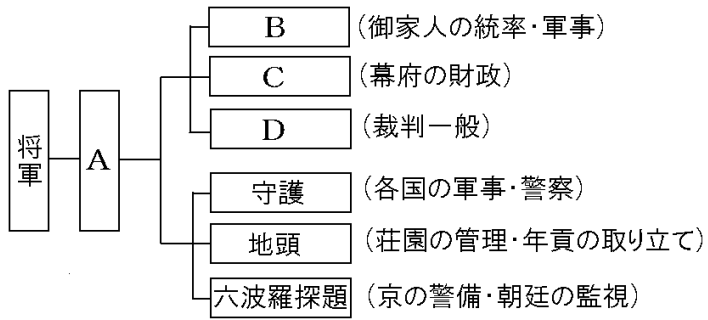 将軍
A
B (御家人の統率・軍事)
C (幕府の財政)
D (裁判一般)
守護 (各国の軍事・警察)
地頭 (荘園の管理・年貢の取り立て)
六波羅探題 (京の警備・朝廷の監視)